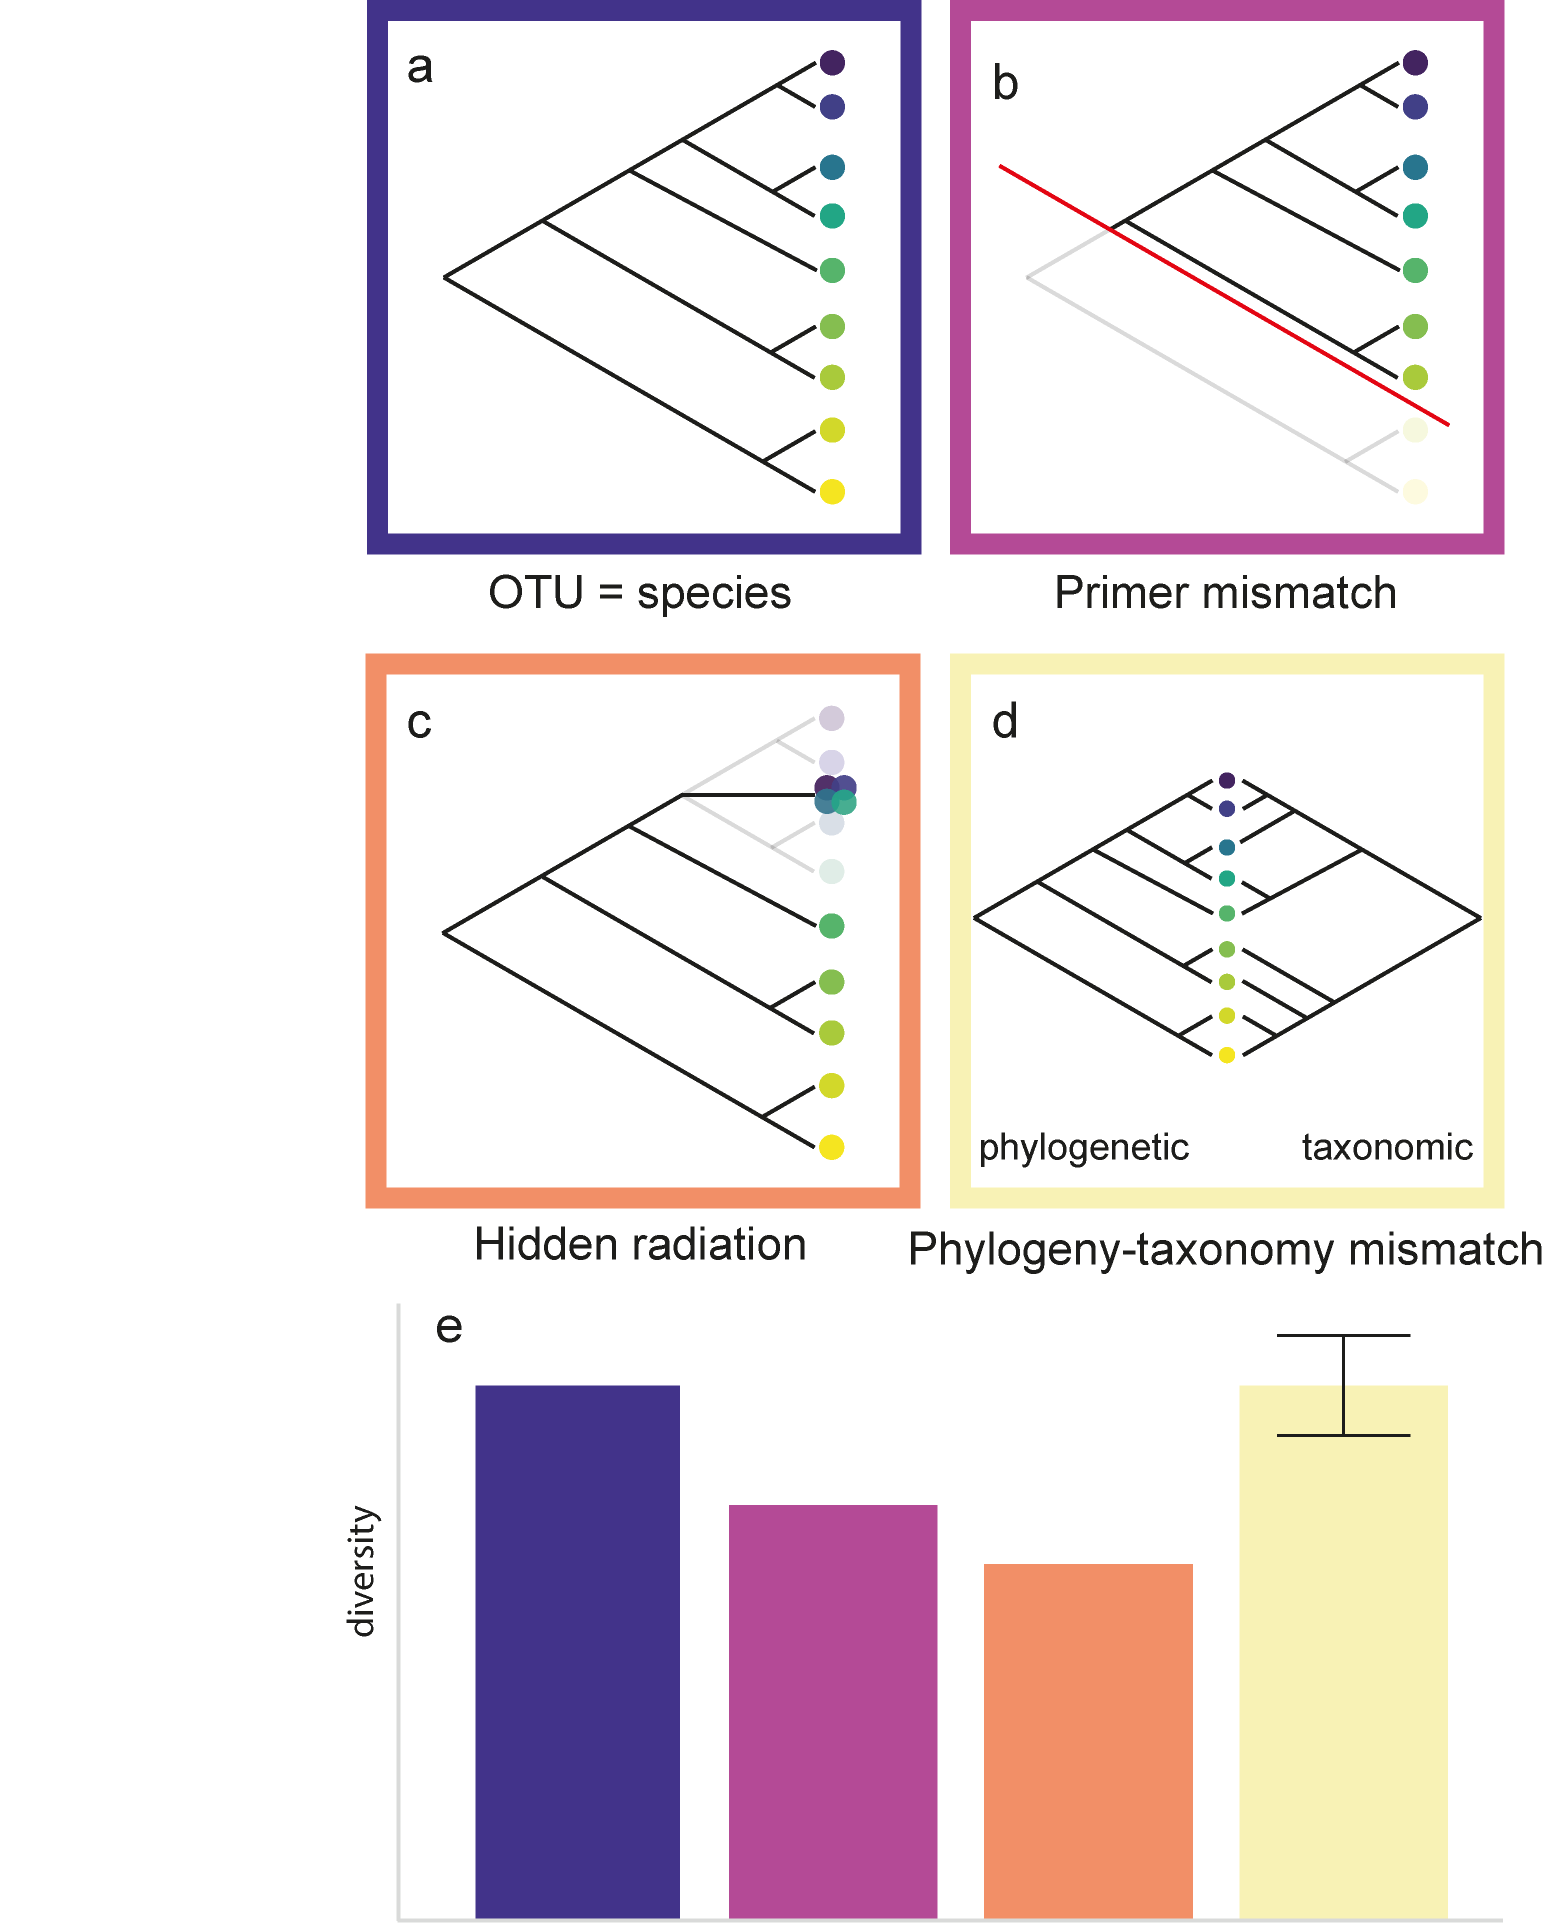 a
b
OTU = species
Primer mismatch
c
d
phylogenetic
taxonomic
Hidden radiation
Phylogeny-taxonomy mismatch
e
diversity